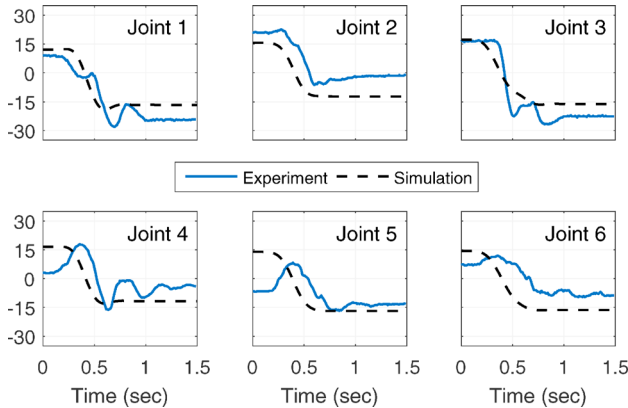 Joint 1
Joint 2
Joint 3
30
15
0
-15
-30
Experiment
Simulation
Joint 4
Joint 5
Joint 6
30
15
0
-15
-30
0 0.5 1 1.5
0 0.5 1 1.5
0 0.5 1 1.5
Time (sec)
Time (sec)
Time (sec)